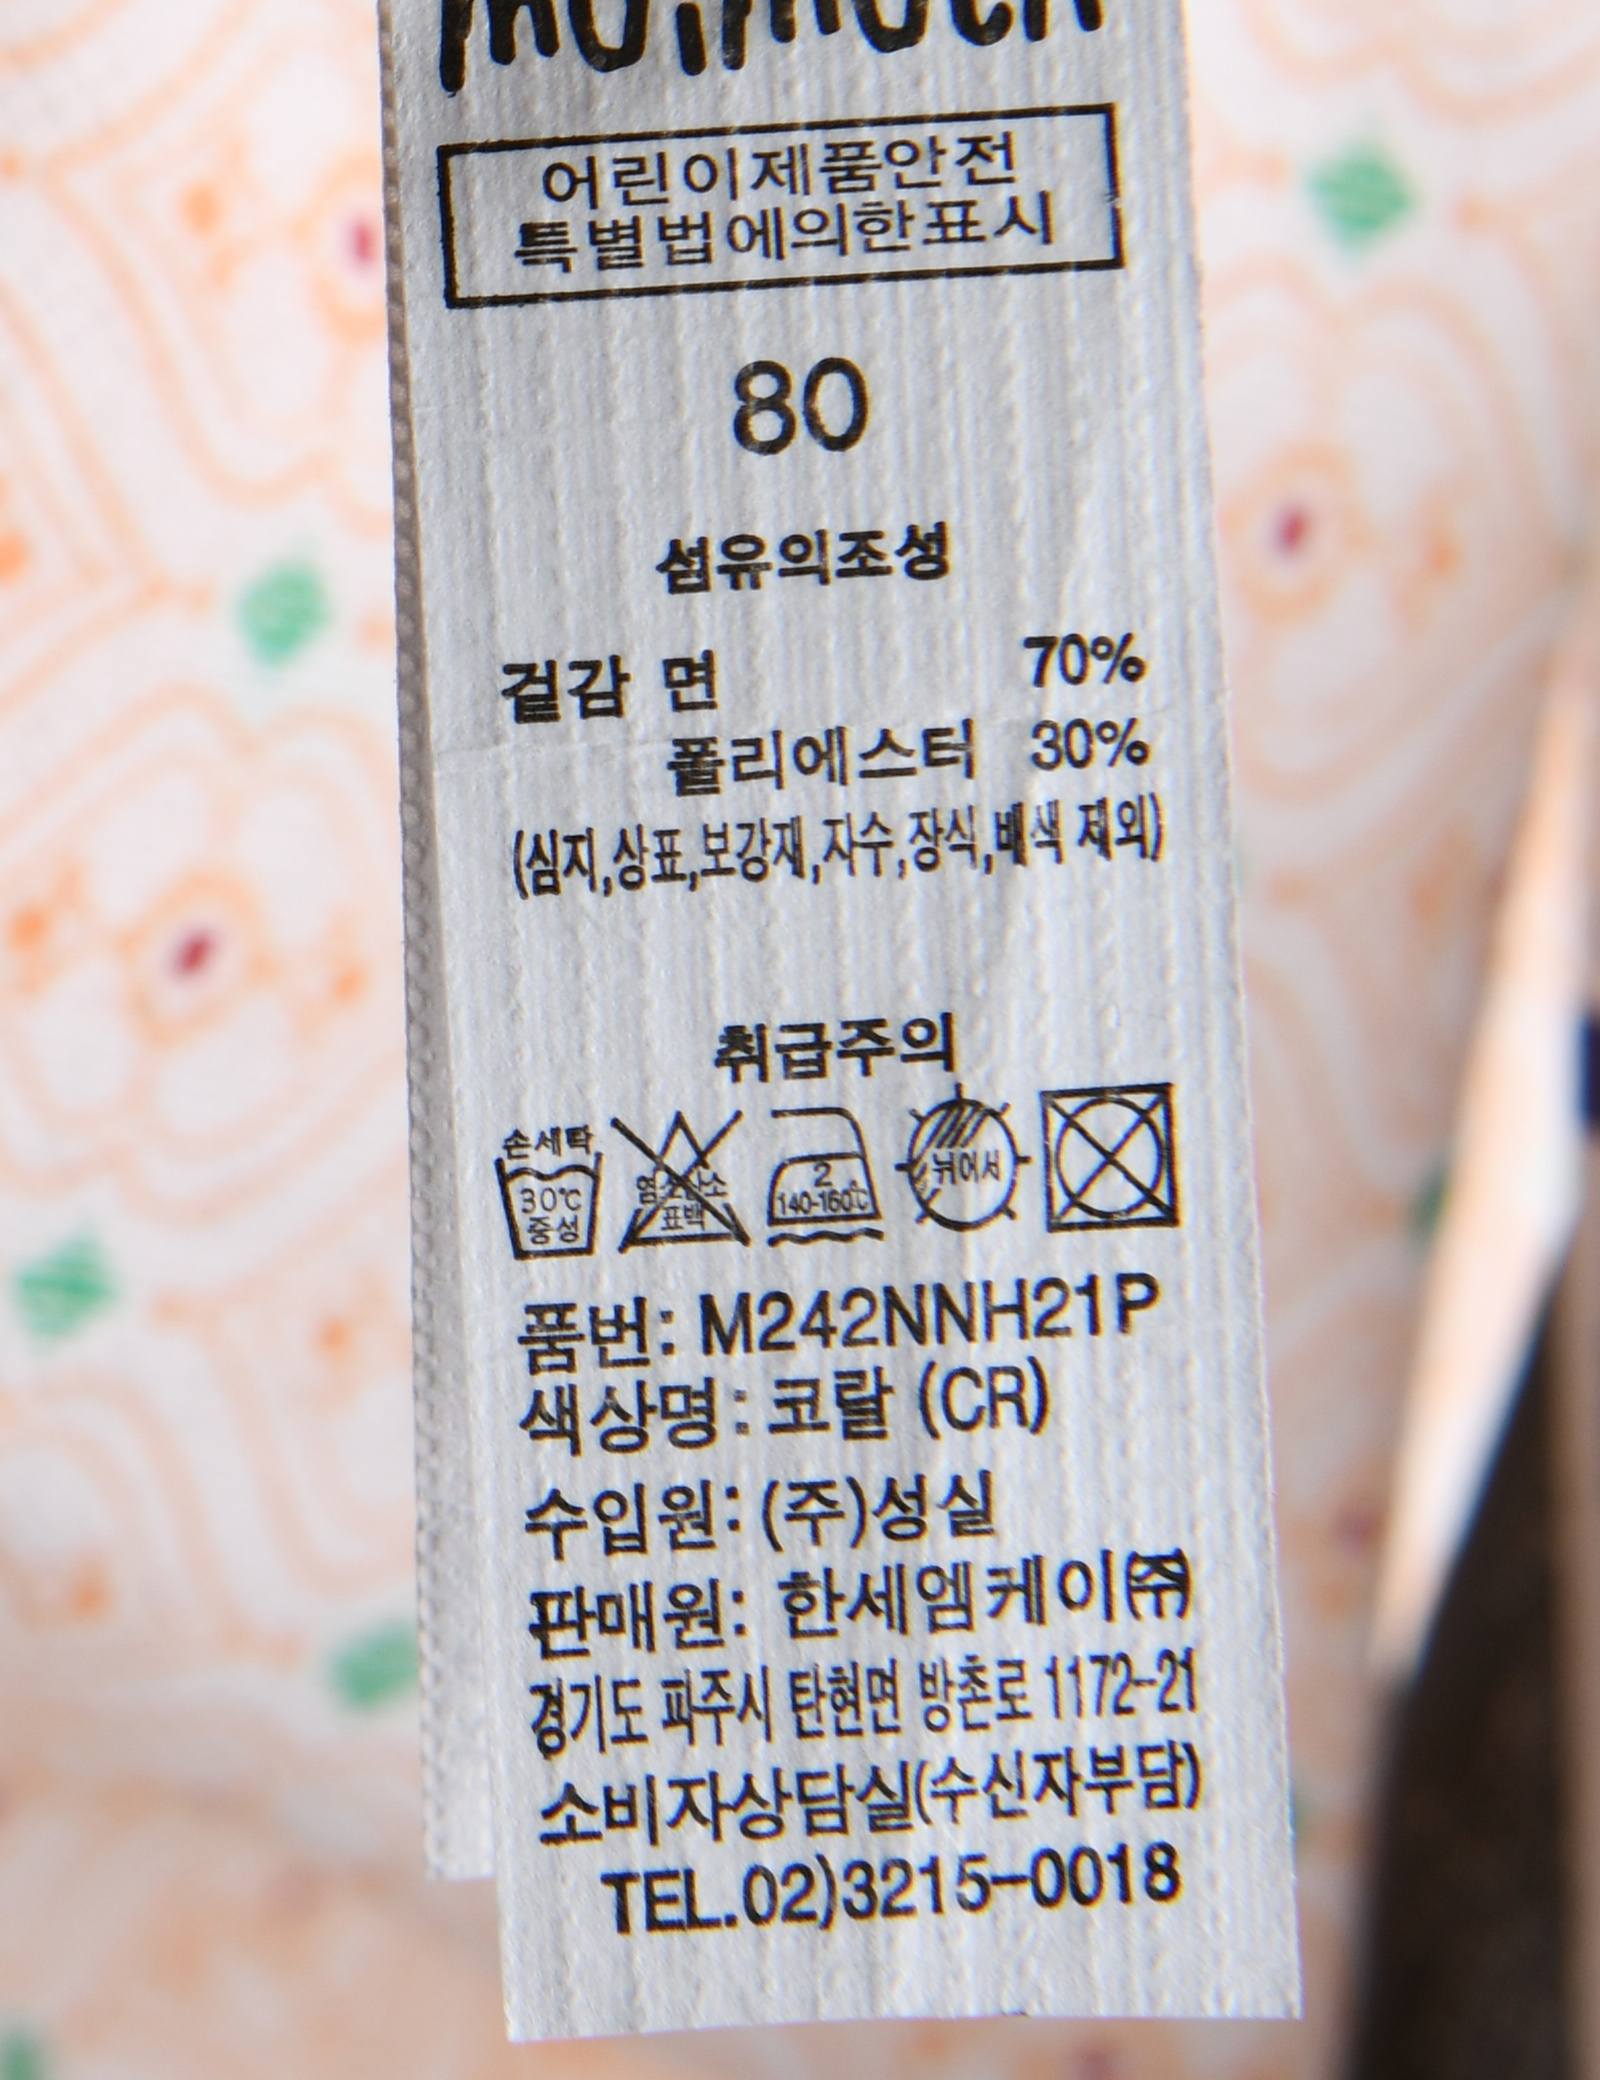 어린이제품안전
특별법에의한표시
80
섬유의조성
겉감 면 70%
폴리에스터 30%
(심지,상표,보강재,자수,장식,배색 제외)
취급주의
손세탁
30℃
중성
염소산소
표백
2
140-160℃
뉘어서
품번: M242NNH21P
색상명: 코랄 (CR)
수입원: (주)성실
판매원: 한세엠케이㈜
경기도 파주시 탄현면 방촌로 1172-21
소비자상담실(수신자부담)
TEL.02)3215-0018